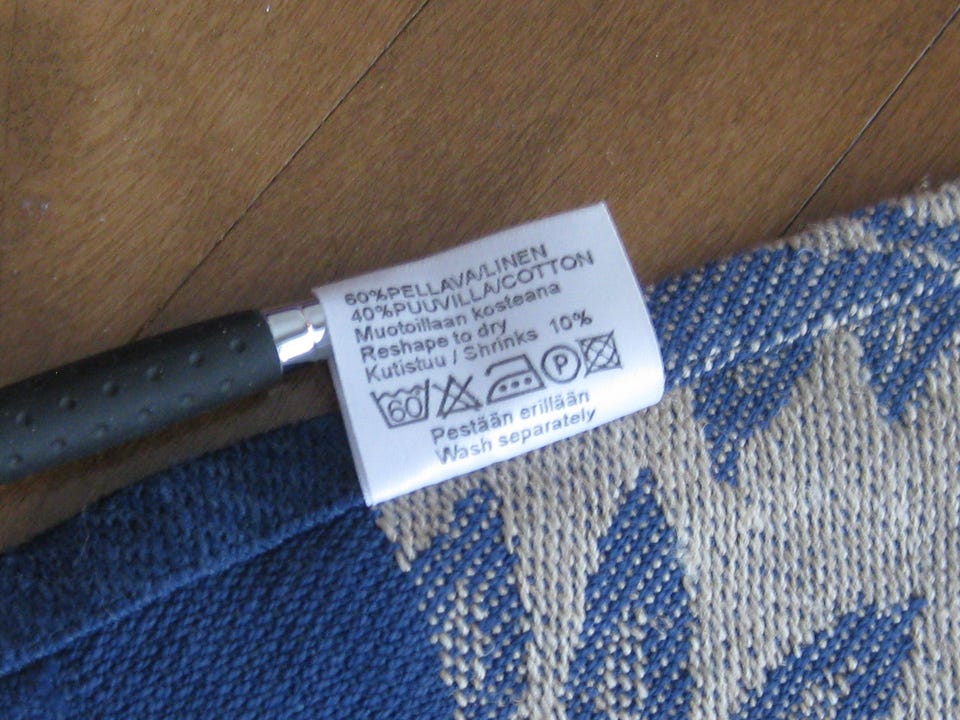 60%PELLAVA/LINEN
40%PUUVILLA/COTTON
Muotoillaan kosteana
Reshape to dry
Kutistuu / Shrinks 10%
60 P
Pestään erillään
Wash separately